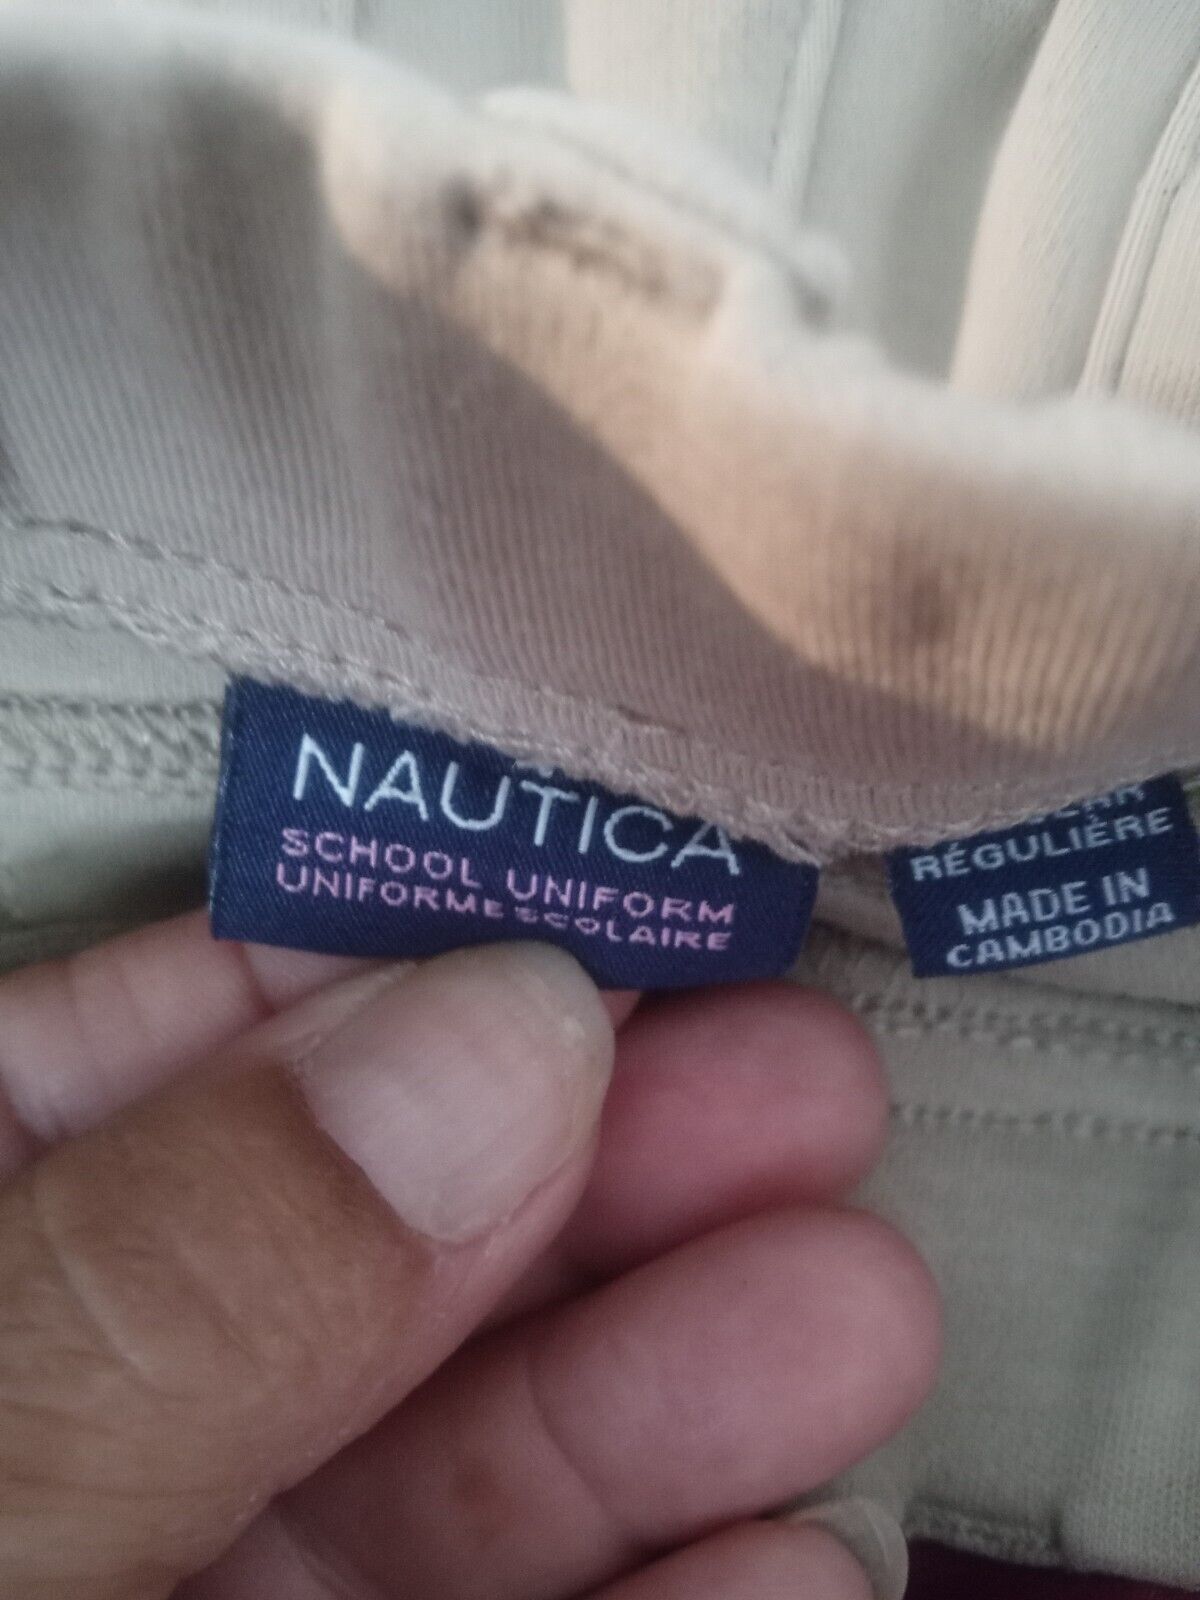 NAUTICA
SCHOOL UNIFORM
UNIFORME SCOLAIRE
RÉGULIÈRE
MADE IN
CAMBODIA